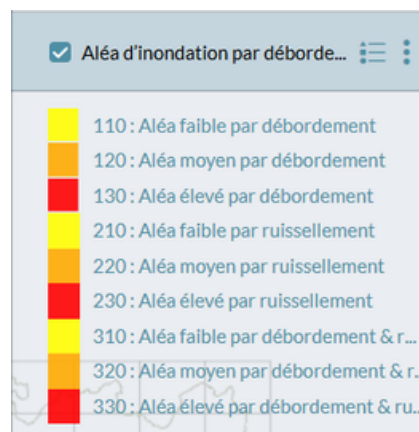 Aléa d'inondation par déborde...
110 : Aléa faible par débordement
120 : Aléa moyen par débordement
130 : Aléa élevé par débordement
210 : Aléa faible par ruissellement
220 : Aléa moyen par ruissellement
230 : Aléa élevé par ruissellement
310 : Aléa faible par débordement & r...
320 : Aléa moyen par débordement & r..
330 : Aléa élevé par débordement & ru..